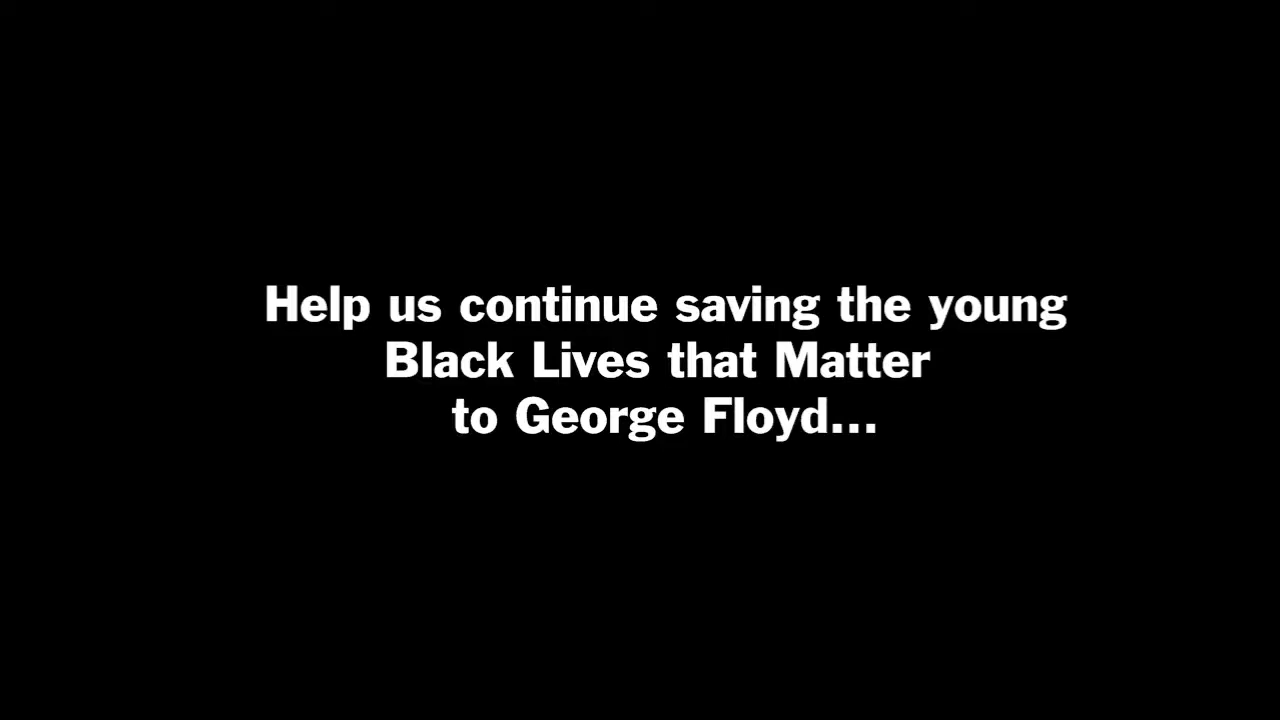 Help us continue saving the young
Black Lives that Matter
to George Floyd...